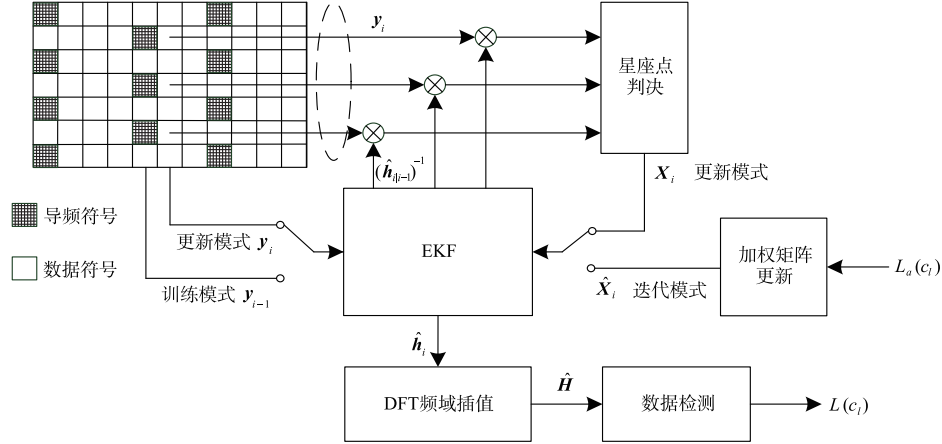 y_i
星座点
判决
(ĥ_{i|i−1})^{−1}
X_i 更新模式
导频符号
更新模式 y_i
数据符号
训练模式 y_{i−1}
EKF
加权矩阵
更新
L_a(c_l)
X̂_i 迭代模式
ĥ_i
DFT频域插值
Ĥ
数据检测
L(c_l)